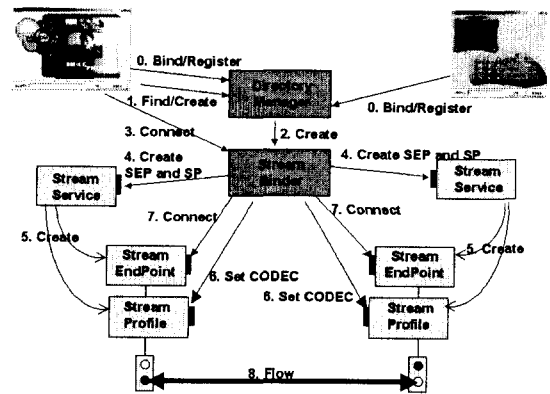 0. Bind/Register
Directory
Manager
1. Find/Create
0. Bind/Register
3. Connect
2. Create
4. Create
SEP and SP
Stream
Binder
4. Create SEP and SP
Stream
Service
Stream
Service
7. Connect
7. Connect
5. Create
5. Create
Stream
EndPoint
Stream
EndPoint
6. Set CODEC
6. Set CODEC
Stream
Profile
Stream
Profile
8. Flow